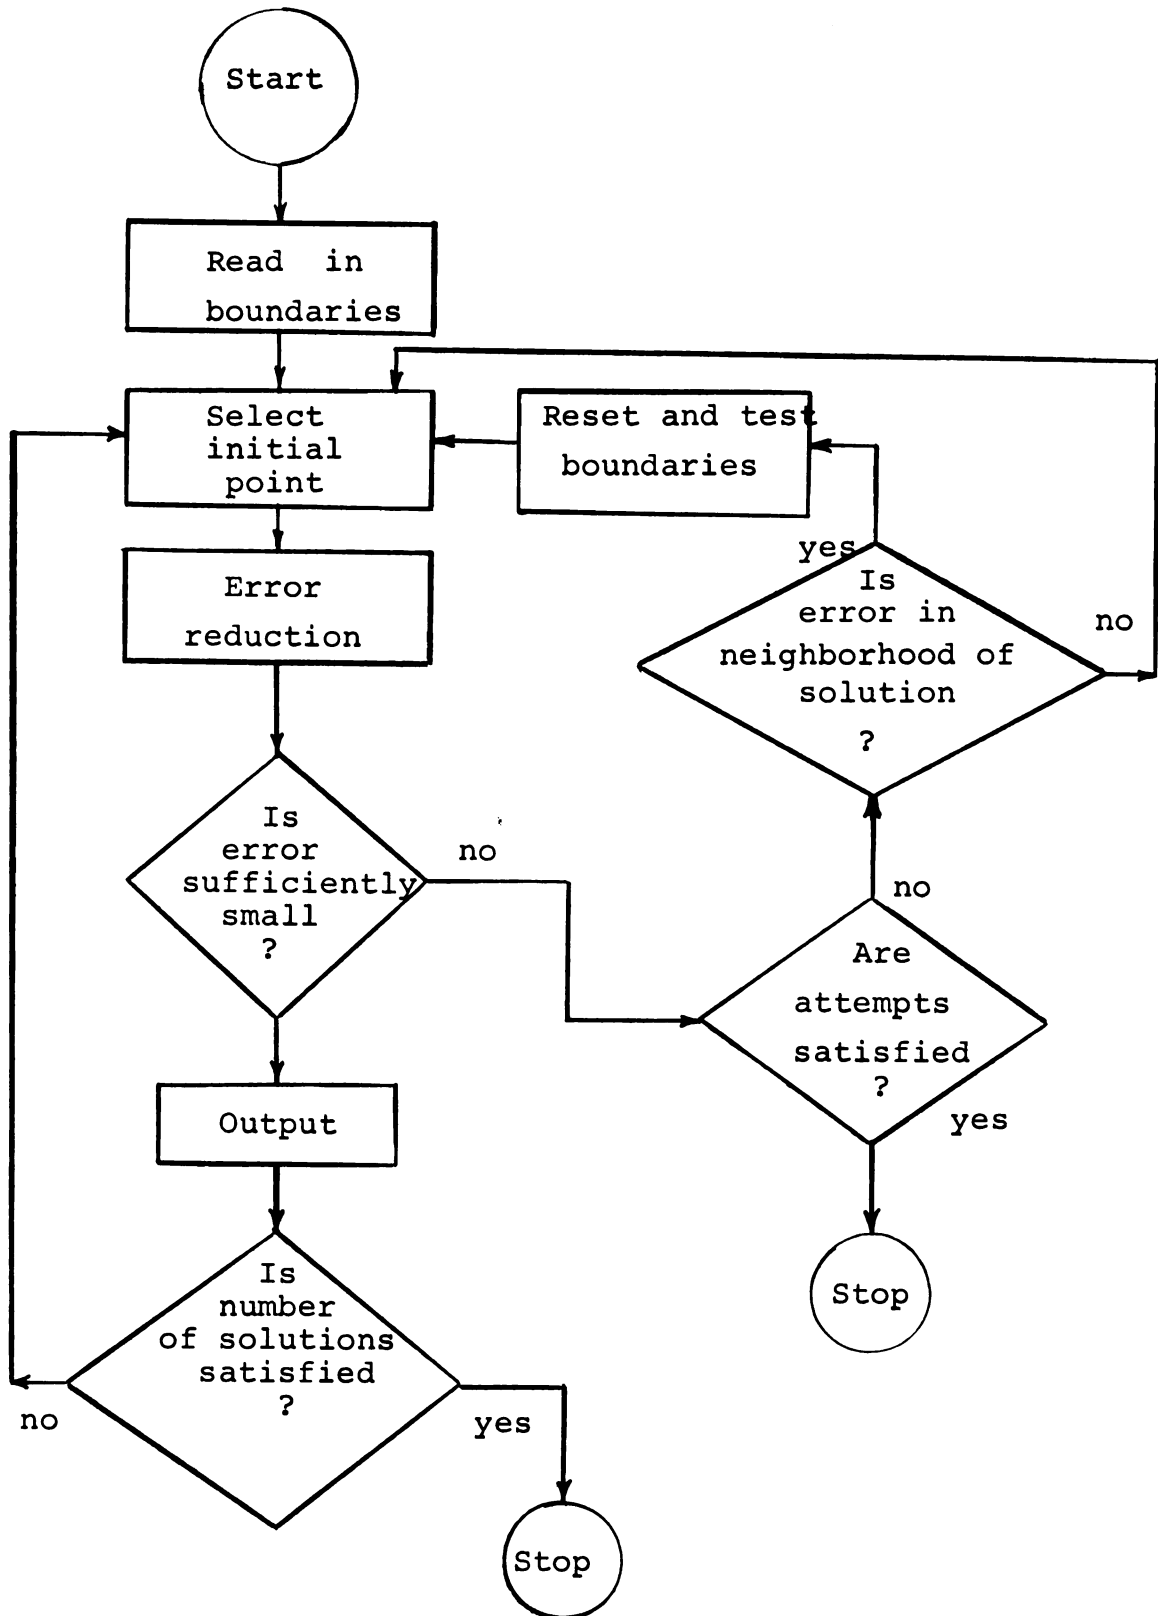 Start
Read in
boundaries
Select
initial
point
Reset and test
boundaries
Error
reduction
yes
Is
error in
neighborhood of
solution
?
no
Is
error
sufficiently
small
?
no
no
Are
attempts
satisfied
?
yes
Output
Stop
Is
number
of solutions
satisfied
?
no
yes
Stop